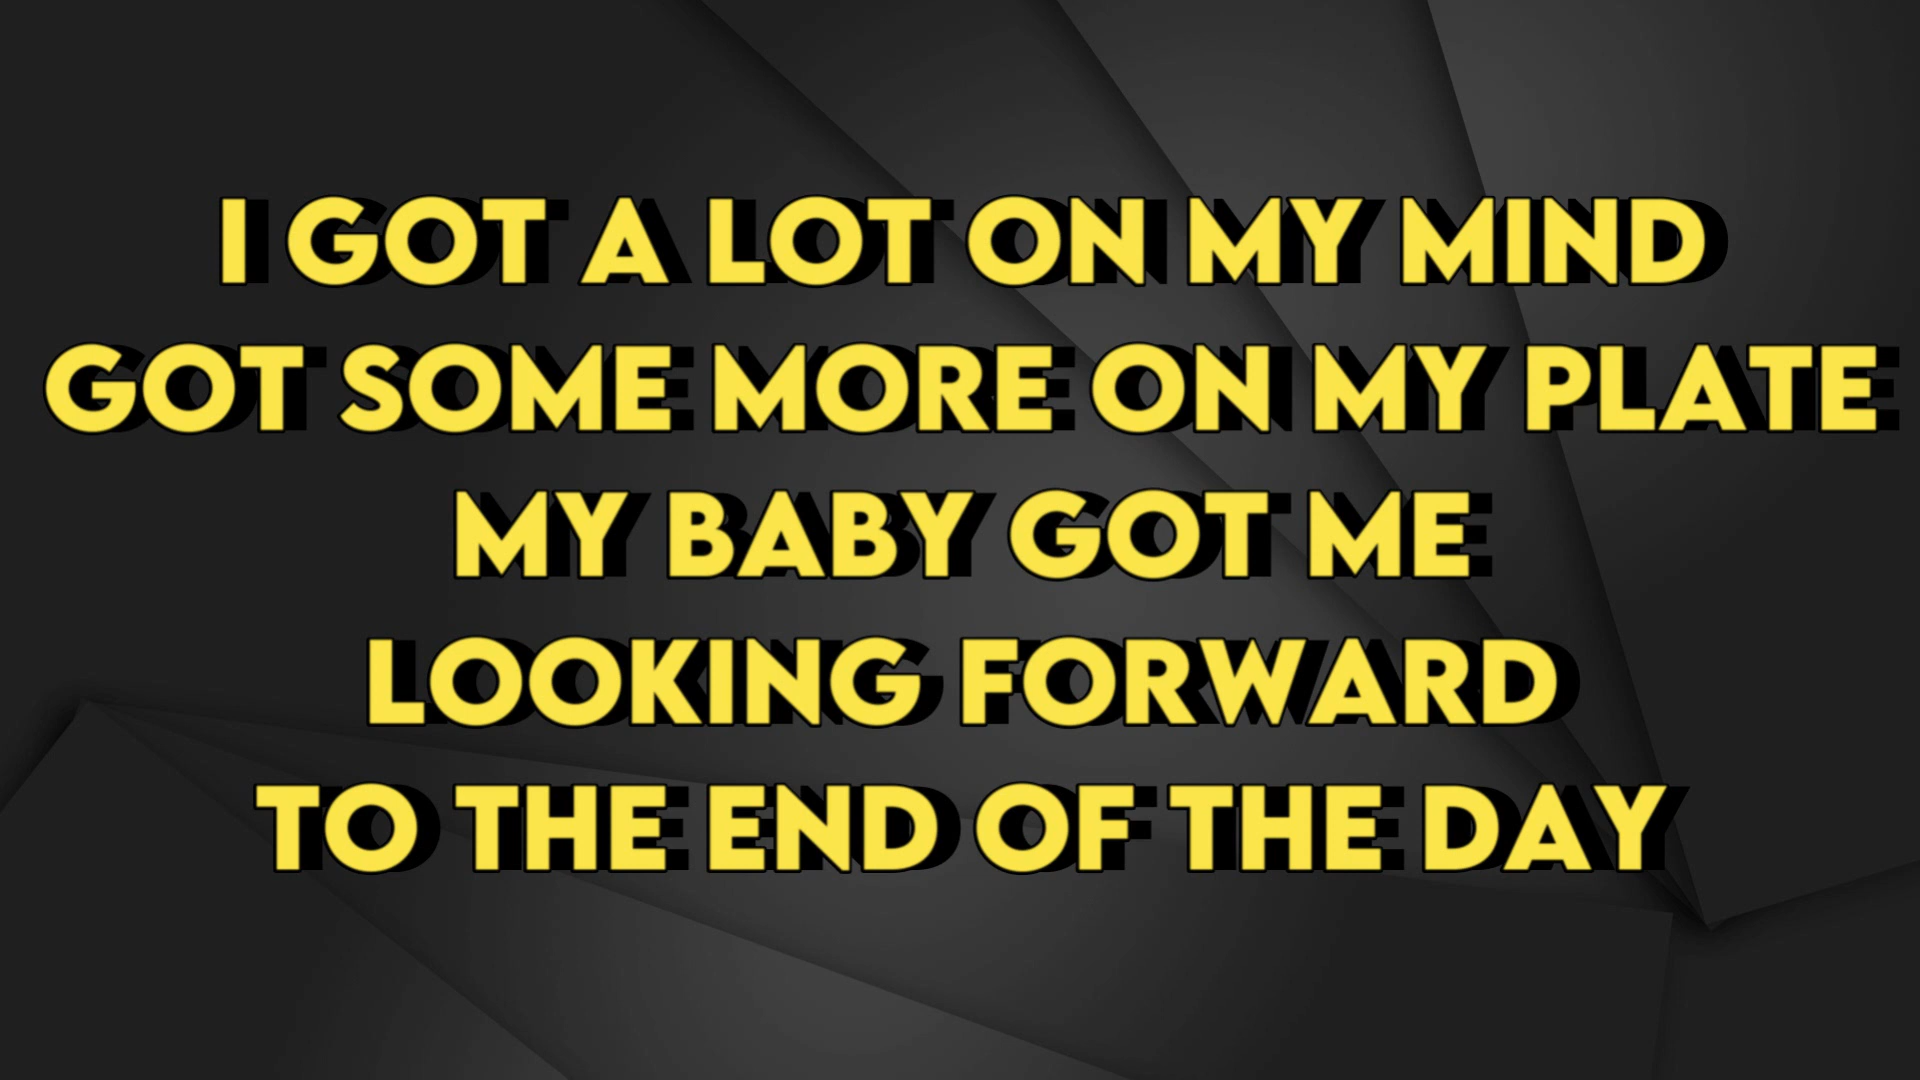 I GOT A LOT ON MY MIND
GOT SOME MORE ON MY PLATE
MY BABY GOT ME
LOOKING FORWARD
TO THE END OF THE DAY